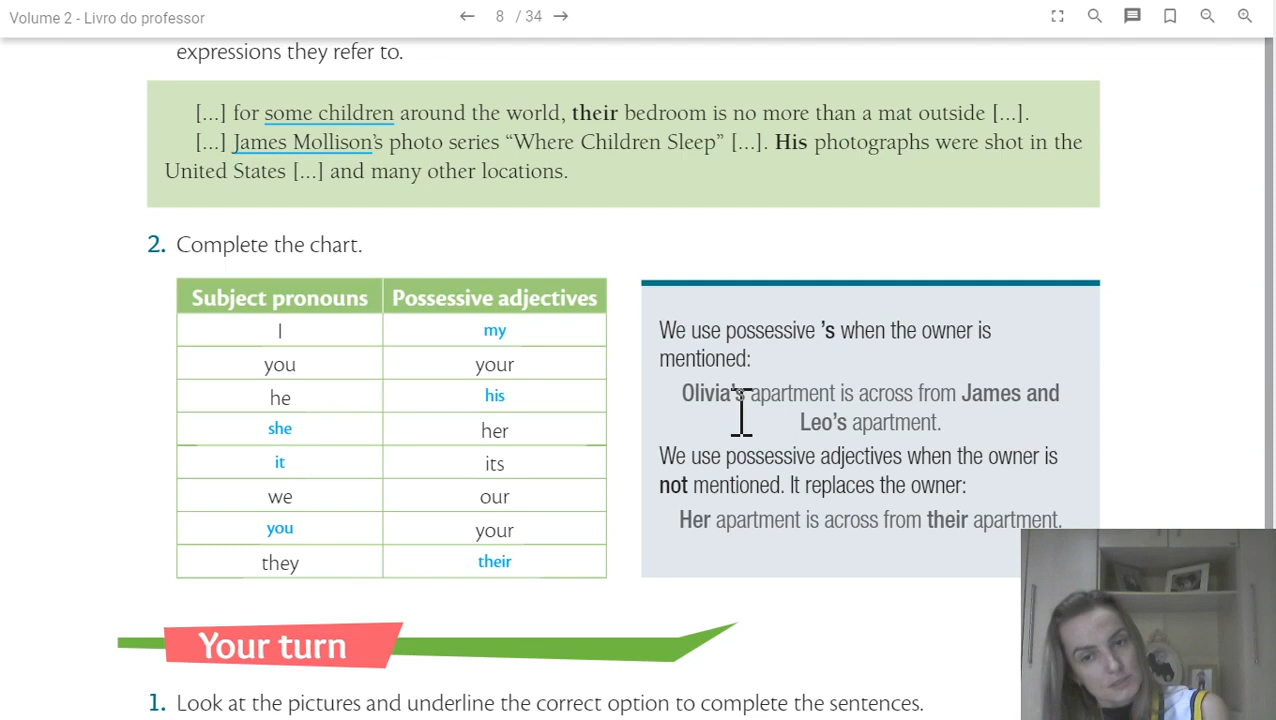 Volume 2 - Livro do professor
8 / 34
expressions they refer to.
[...] for some children around the world, their bedroom is no more than a mat outside [...].
[...] James Mollison's photo series “Where Children Sleep” [...]. His photographs were shot in the
United States [...] and many other locations.
2. Complete the chart.
Subject pronouns Possessive adjectives
I my
you your
he his
she her
it its
we our
you your
they their
We use possessive ’s when the owner is
mentioned:
Olivia’s apartment is across from James and
Leo’s apartment.
We use possessive adjectives when the owner is
not mentioned. It replaces the owner:
Her apartment is across from their apartment.
Your turn
1. Look at the pictures and underline the correct option to complete the sentences.